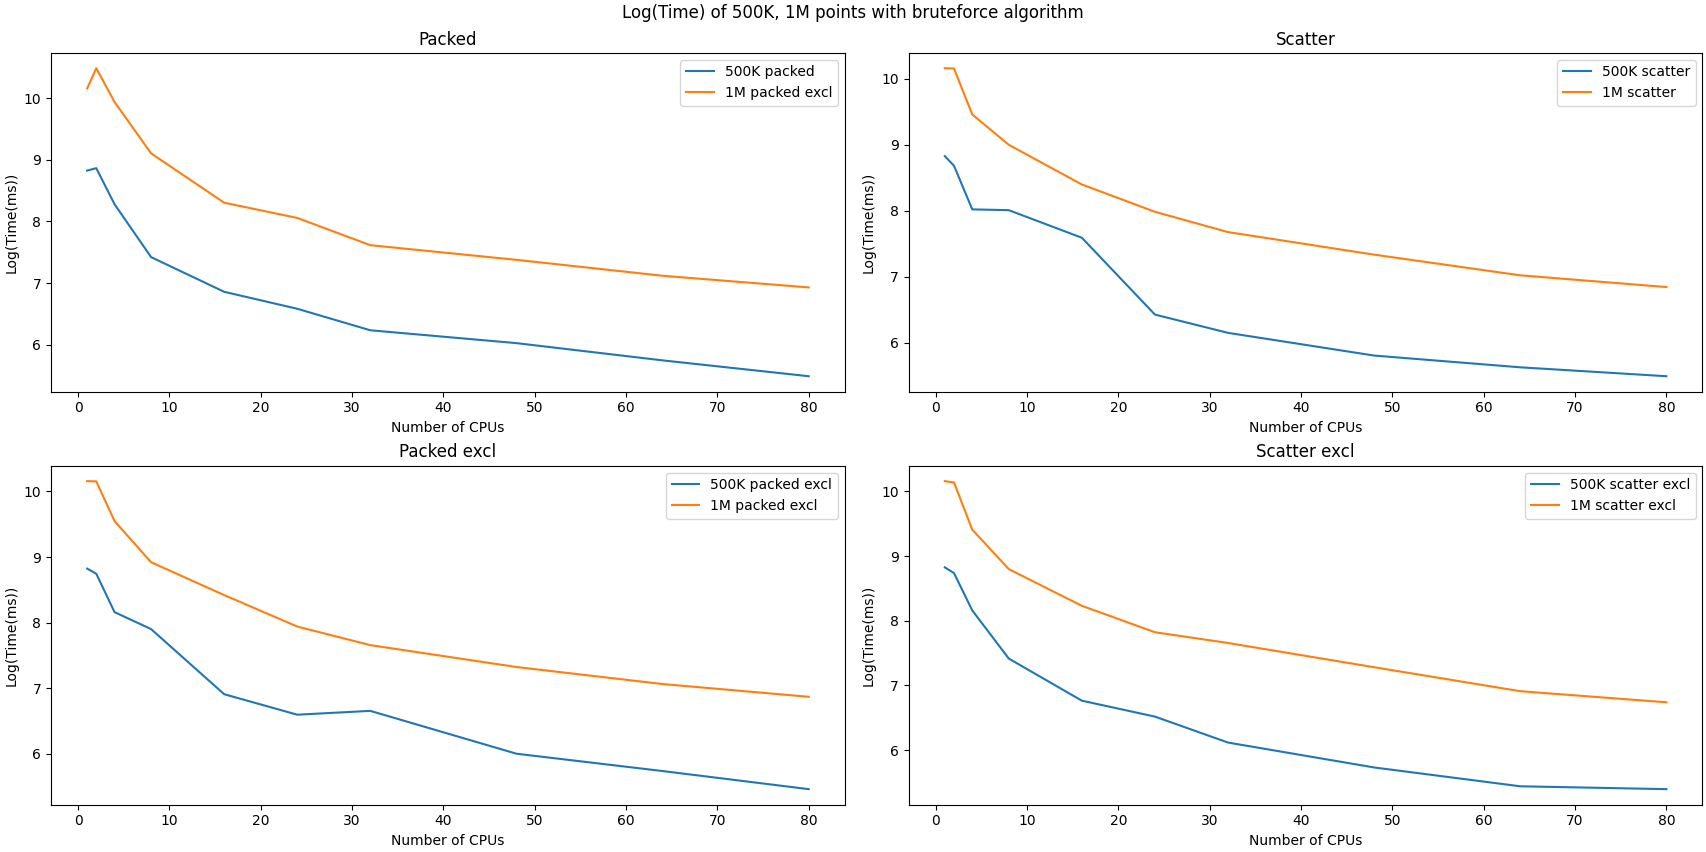 Log(Time) of 500K, 1M points with bruteforce algorithm
Packed
Log(Time(ms))
10
9
8
7
6
500K packed
1M packed excl
0 10 20 30 40 50 60 70 80
Number of CPUs
Scatter
Log(Time(ms))
10
9
8
7
6
500K scatter
1M scatter
0 10 20 30 40 50 60 70 80
Number of CPUs
Packed excl
Log(Time(ms))
10
9
8
7
6
500K packed excl
1M packed excl
0 10 20 30 40 50 60 70 80
Number of CPUs
Scatter excl
Log(Time(ms))
10
9
8
7
6
500K scatter excl
1M scatter excl
0 10 20 30 40 50 60 70 80
Number of CPUs